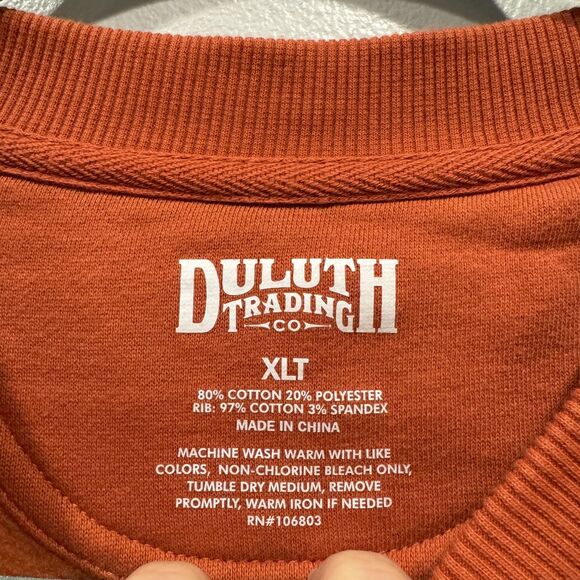 DULUTH
TRADING
CO
XLT
80% COTTON 20% POLYESTER
RIB: 97% COTTON 3% SPANDEX
MADE IN CHINA
MACHINE WASH WARM WITH LIKE
COLORS, NON-CHLORINE BLEACH ONLY,
TUMBLE DRY MEDIUM, REMOVE
PROMPTLY, WARM IRON IF NEEDED
RN#106803